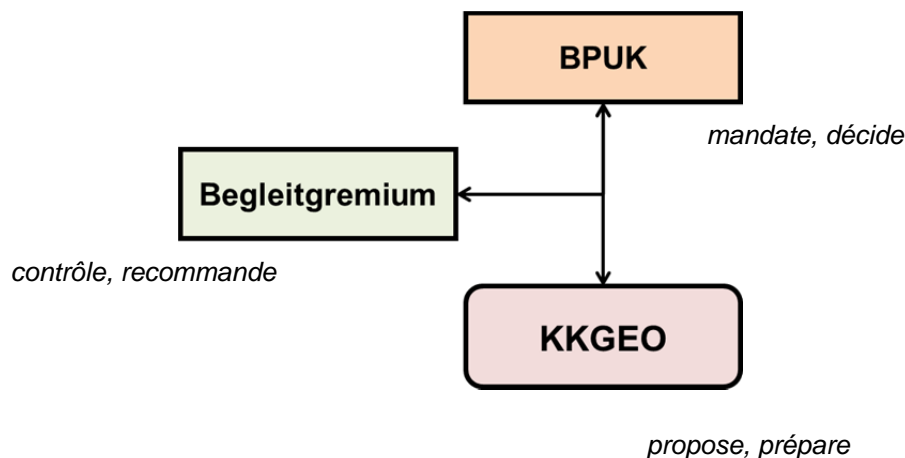 BPUK
mandate, décide
Begleitgremium
contrôle, recommande
KKGEO
propose, prépare